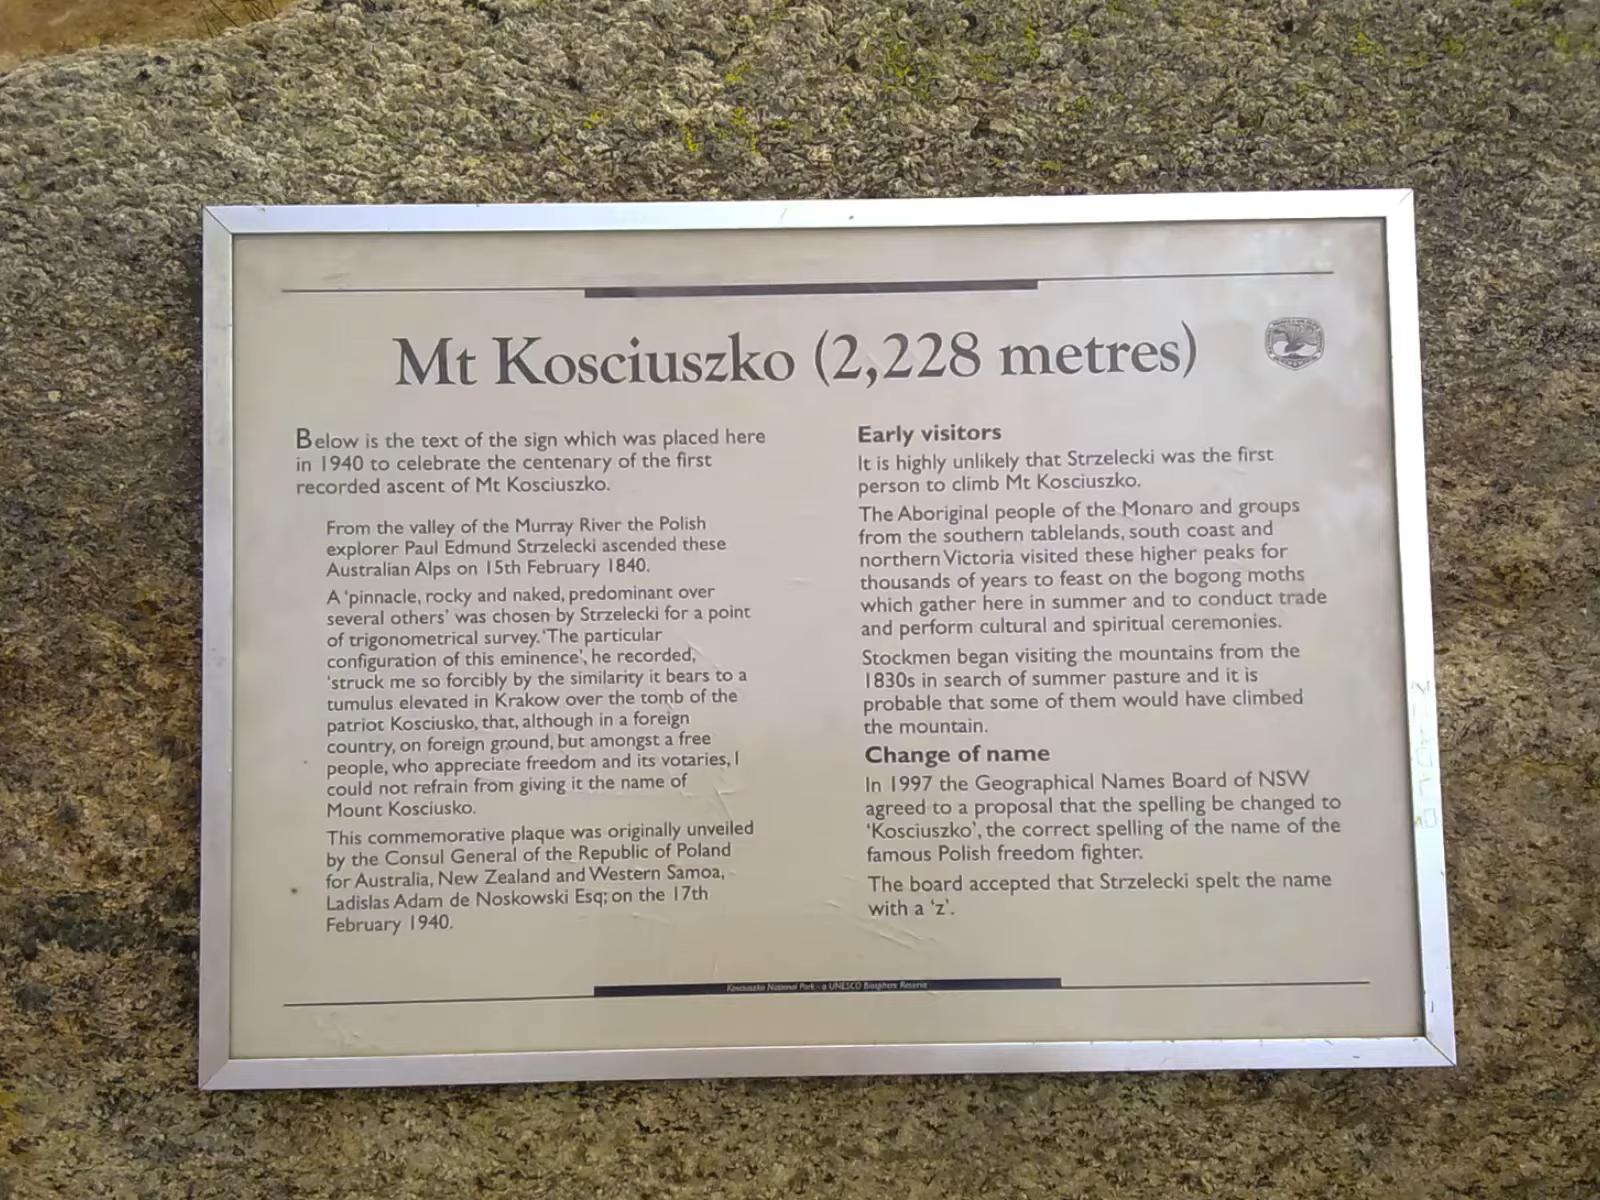 Mt Kosciuszko (2,228 metres)
Below is the text of the sign which was placed here
in 1940 to celebrate the centenary of the first
recorded ascent of Mt Kosciuszko.
From the valley of the Murray River the Polish
explorer Paul Edmund Strzelecki ascended these
Australian Alps on 15th February 1840.
A 'pinnacle, rocky and naked, predominant over
several others' was chosen by Strzelecki for a point
of trigonometrical survey. 'The particular
configuration of this eminence', he recorded,
'struck me so forcibly by the similarity it bears to a
tumulus elevated in Krakow over the tomb of the
patriot Kosciusko, that, although in a foreign
country, on foreign ground, but amongst a free
people, who appreciate freedom and its votaries, I
could not refrain from giving it the name of
Mount Kosciusko.
This commemorative plaque was originally unveiled
by the Consul General of the Republic of Poland
for Australia, New Zealand and Western Samoa,
Ladislas Adam de Noskowski Esq; on the 17th
February 1940.
Early visitors
It is highly unlikely that Strzelecki was the first
person to climb Mt Kosciuszko.
The Aboriginal people of the Monaro and groups
from the southern tablelands, south coast and
northern Victoria visited these higher peaks for
thousands of years to feast on the bogong moths
which gather here in summer and to conduct trade
and perform cultural and spiritual ceremonies.
Stockmen began visiting the mountains from the
1830s in search of summer pasture and it is
probable that some of them would have climbed
the mountain.
Change of name
In 1997 the Geographical Names Board of NSW
agreed to a proposal that the spelling be changed to
'Kosciuszko', the correct spelling of the name of the
famous Polish freedom fighter.
The board accepted that Strzelecki spelt the name
with a 'z'.
Kosciuszko National Park - a UNESCO Biosphere Reserve